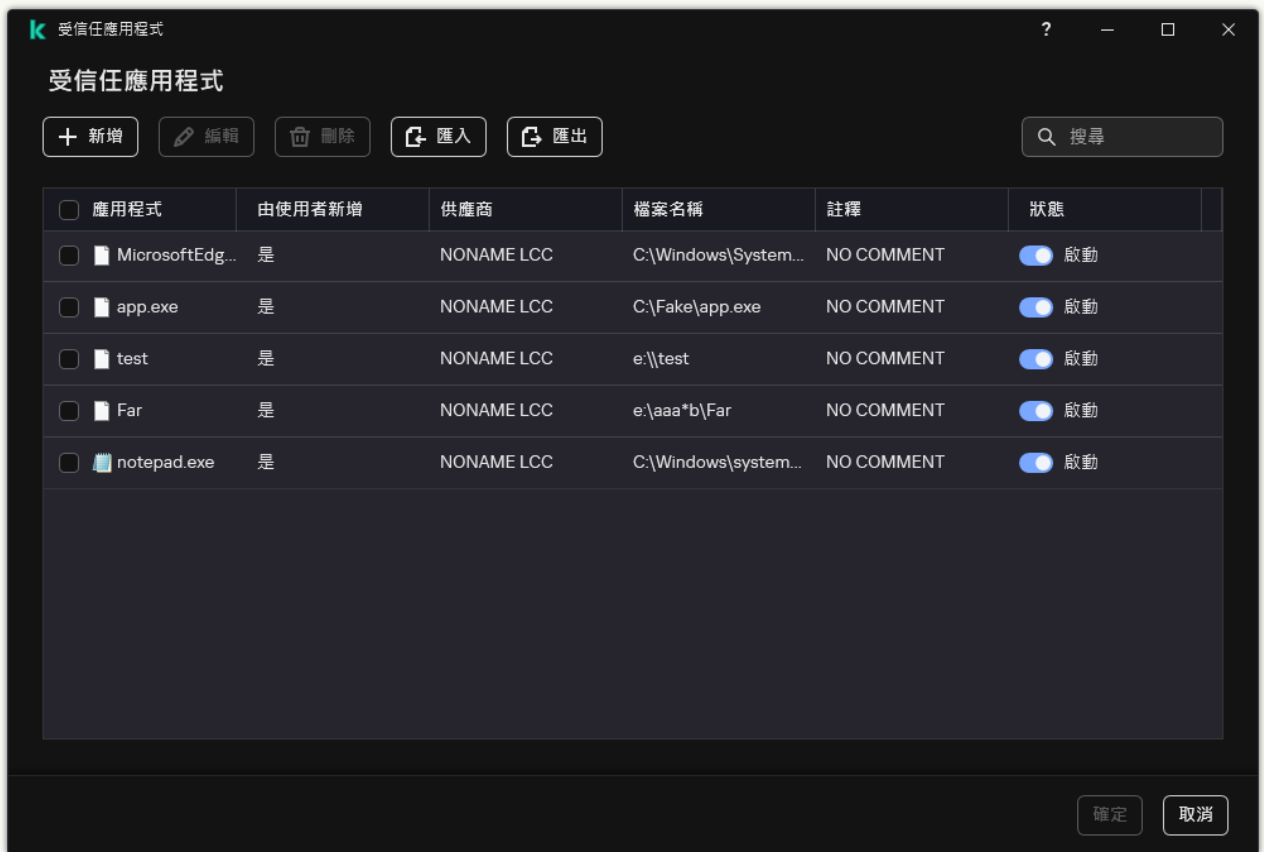 受信任應用程式
?
受信任應用程式
新增 編輯 刪除 匯入 匯出 搜尋
應用程式 由使用者新增 供應商 檔案名稱 註釋 狀態
MicrosoftEdg... 是 NONAME LCC C:\Windows\System... NO COMMENT 啟動
app.exe 是 NONAME LCC C:\Fake\app.exe NO COMMENT 啟動
test 是 NONAME LCC e:\\test NO COMMENT 啟動
Far 是 NONAME LCC e:\aaa*b\Far NO COMMENT 啟動
notepad.exe 是 NONAME LCC C:\Windows\system... NO COMMENT 啟動
確定 取消